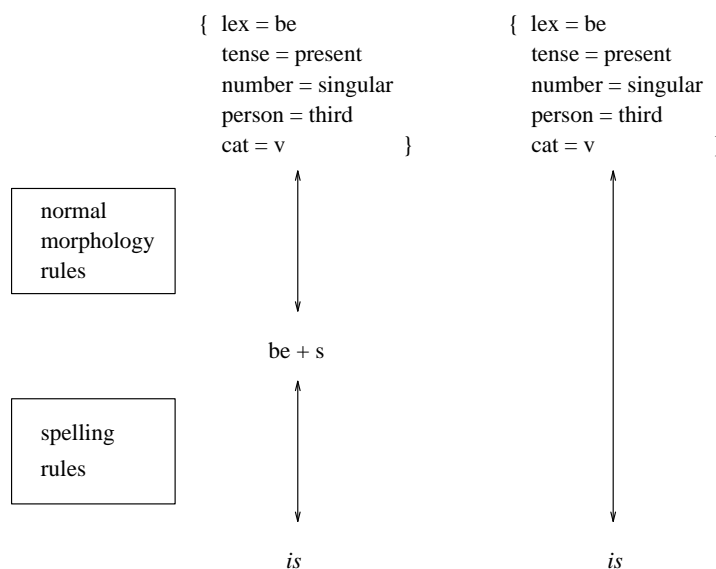 { lex = be
tense = present
number = singular
person = third
cat = v }
{ lex = be
tense = present
number = singular
person = third
cat = v }
normal
morphology
rules
be + s
spelling
rules
is
is